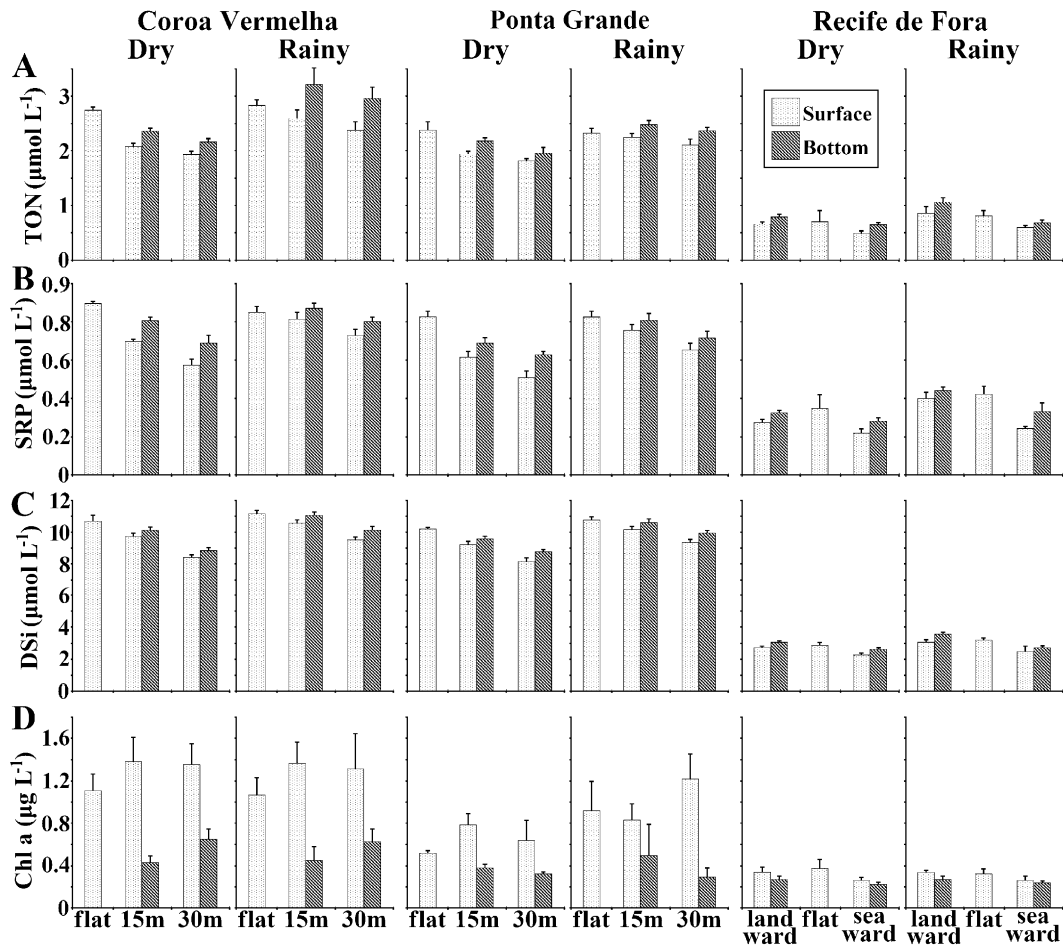 Coroa Vermelha Ponta Grande Recife de Fora
Dry Rainy Dry Rainy Dry Rainy
A
TON (µmol L-1)
3
2
1
0
Surface
Bottom
B
SRP (µmol L-1)
0.9
0.8
0.6
0.4
0.2
0
C
DSi (µmol L-1)
12
10
8
6
4
2
0
D
Chl a (µg L-1)
1.6
1.2
0.8
0.4
0
flat 15m 30m flat 15m 30m flat 15m 30m flat 15m 30m land flat sea land flat sea
ward ward ward ward